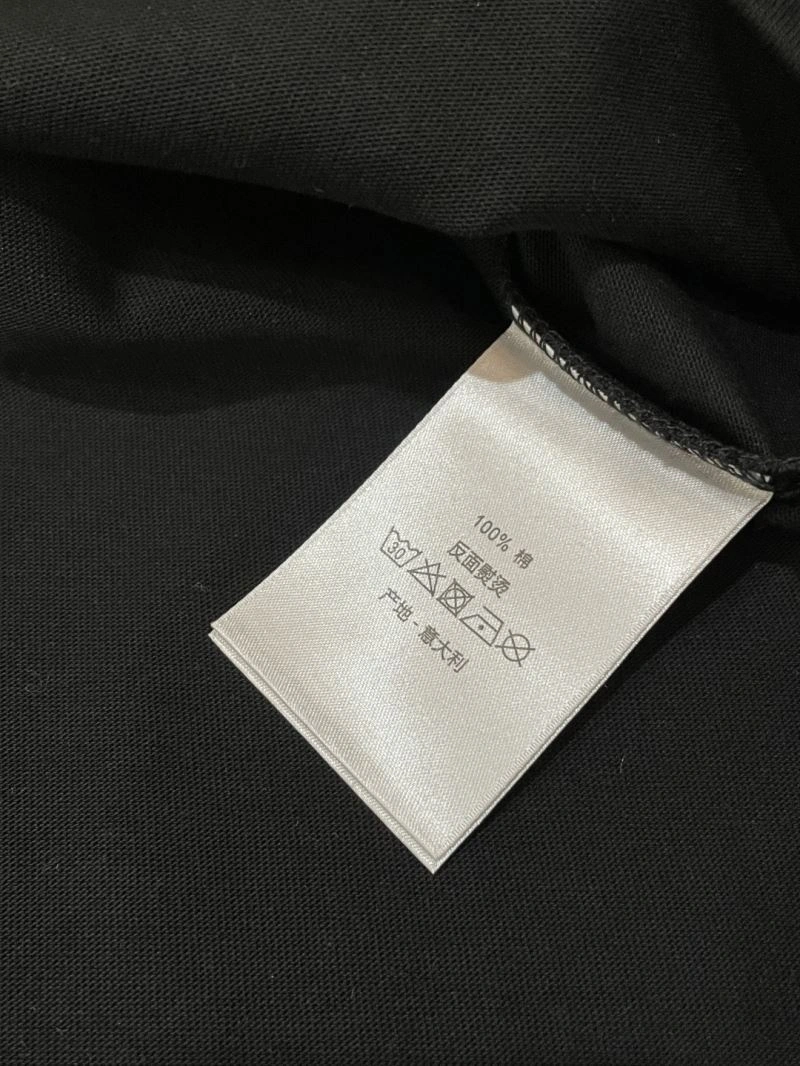 100% 棉
反面熨烫
30
产地 - 意大利